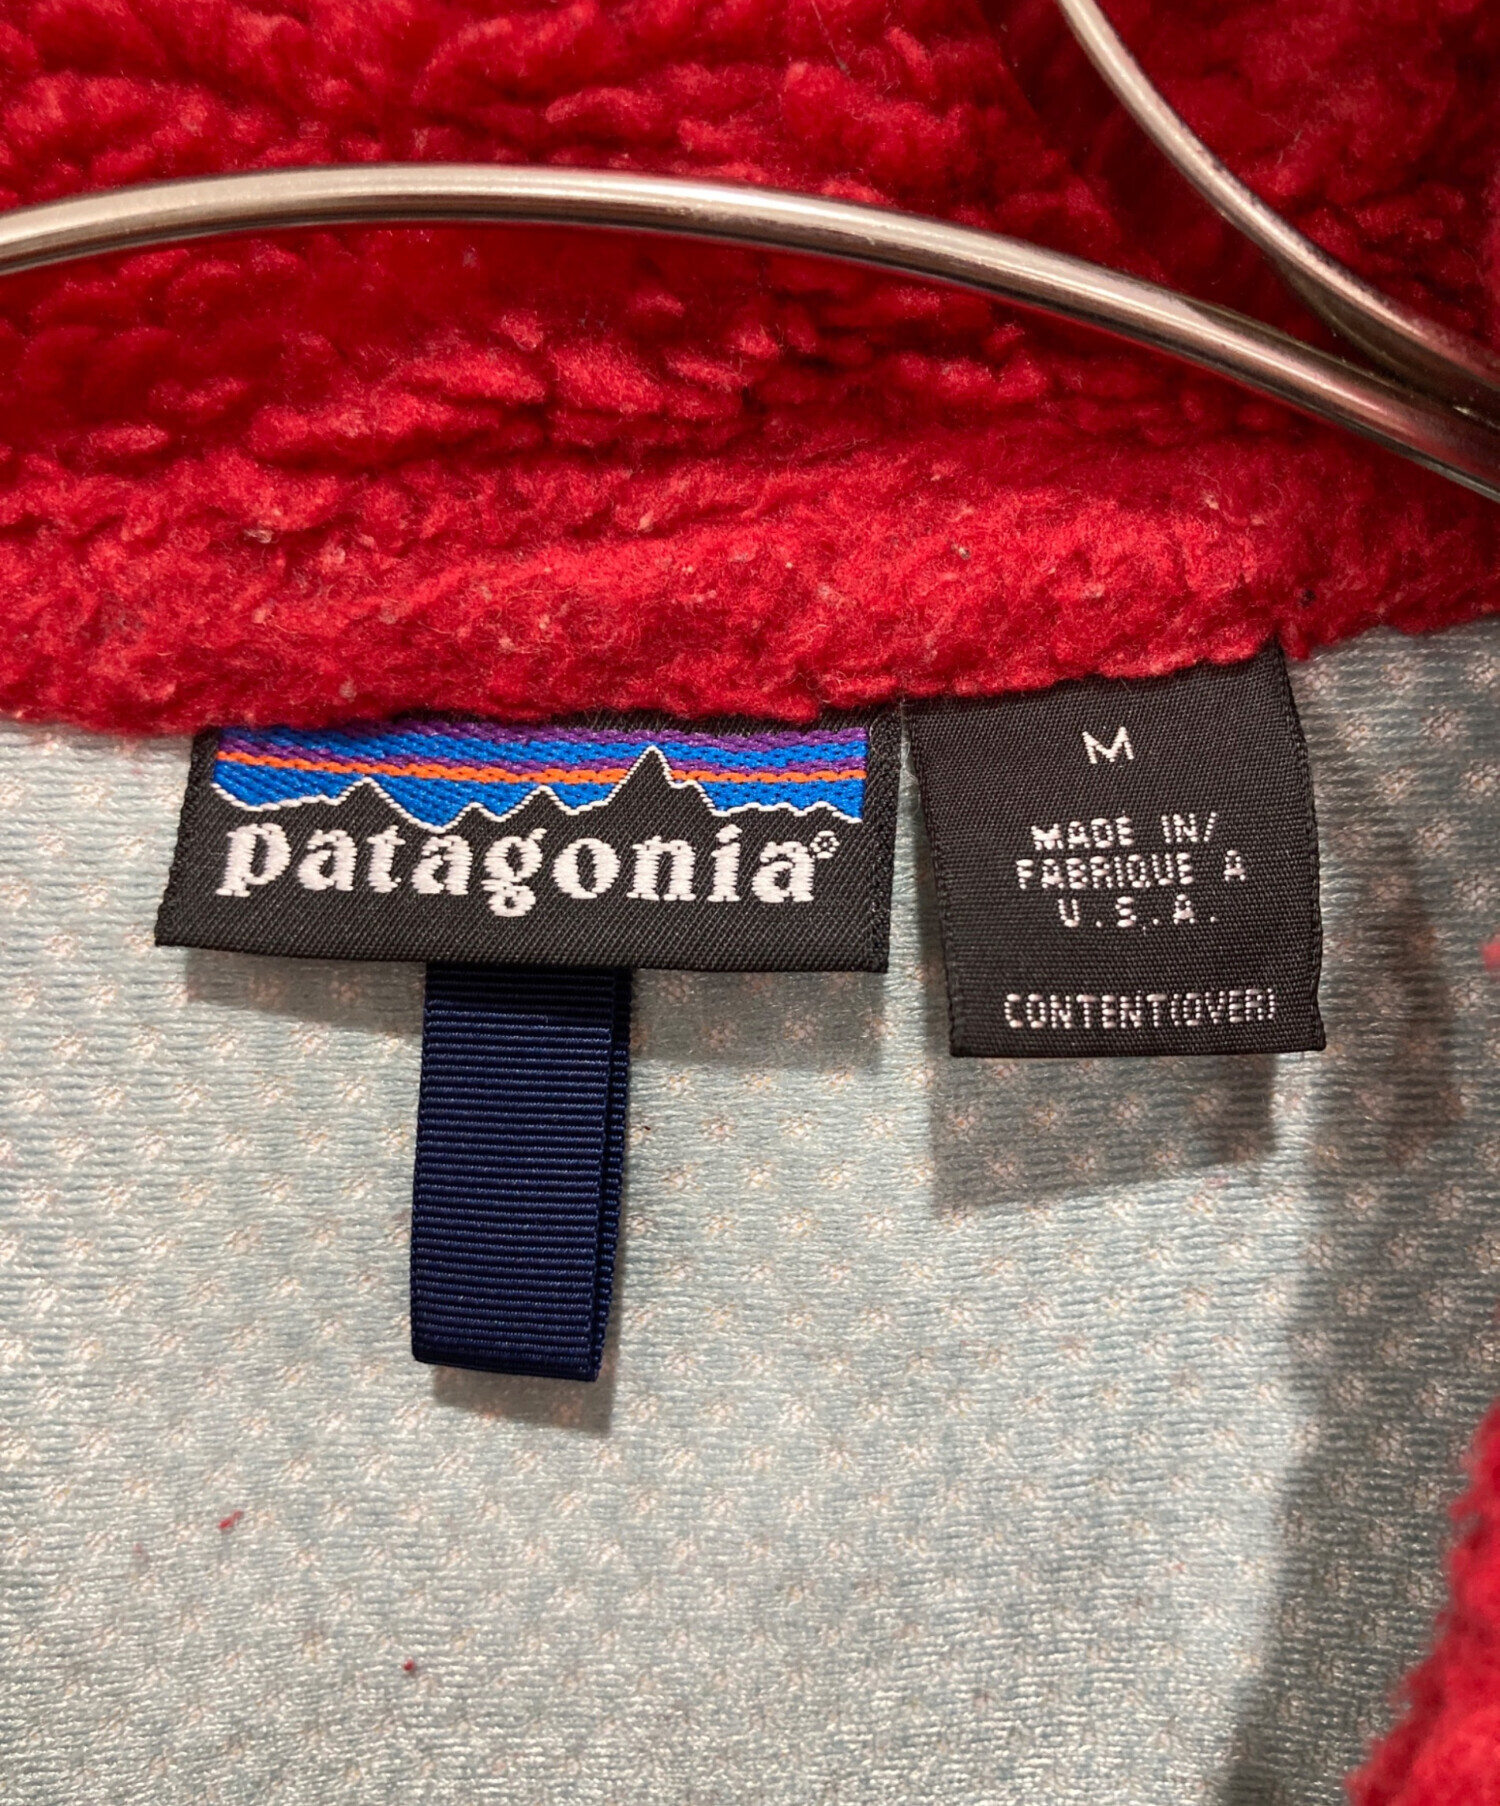 patagonia®
M
MADE IN/
FABRIQUE A
U.S.A.
CONTENT(OVER)